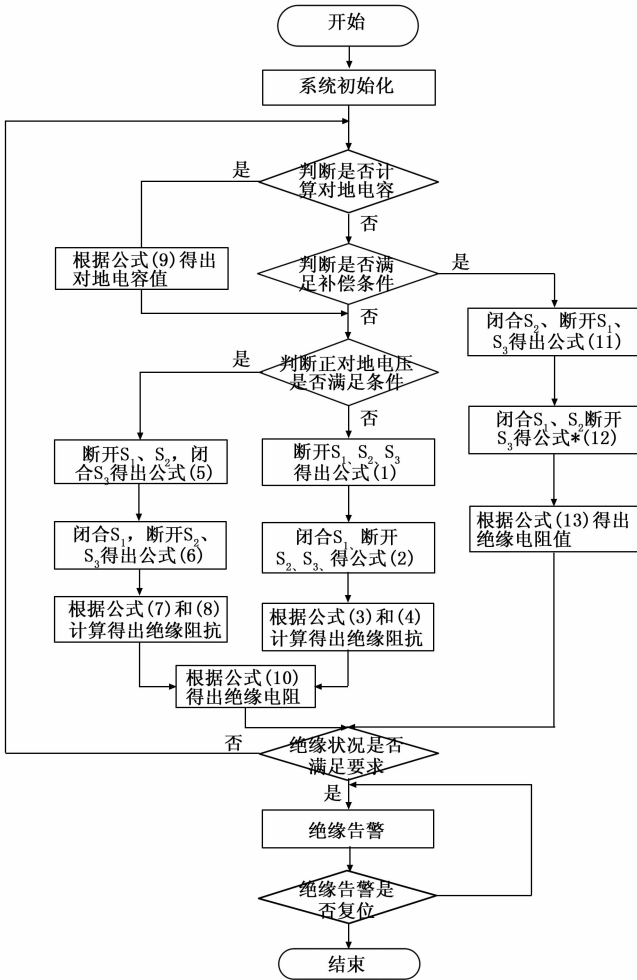 开始
系统初始化
判断是否计
算对地电容
是
否
根据公式(9)得出
对地电容值
判断是否满
足补偿条件
是
否
闭合S₂、断开S₁、
S₃得出公式(11)
判断正对地电压
是否满足条件
是
否
闭合S₁、S₂断开
S₃得公式*(12)
断开S₁、S₂，闭
合S₃得出公式(5)
断开S₁、S₂、S₃
得出公式(1)
根据公式(13)得出
绝缘电阻值
闭合S₁，断开S₂、
S₃得出公式(6)
闭合S₁、断开
S₂、S₃、得公式(2)
根据公式(7)和(8)
计算得出绝缘阻抗
根据公式(3)和(4)
计算得出绝缘阻抗
根据公式(10)
得出绝缘电阻
否
绝缘状况是否
满足要求
是
绝缘告警
绝缘告警是
否复位
结束